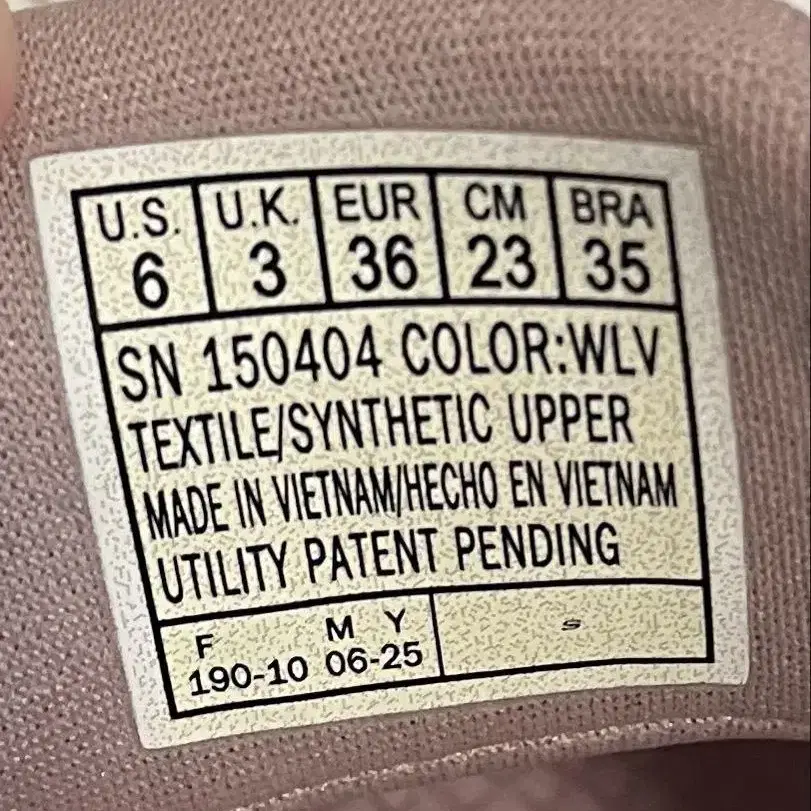 U.S. U.K. EUR CM BRA
6 3 36 23 35
SN 150404 COLOR:WLV
TEXTILE/SYNTHETIC UPPER
MADE IN VIETNAM/HECHO EN VIETNAM
UTILITY PATENT PENDING
F M Y
190-10 06-25
S